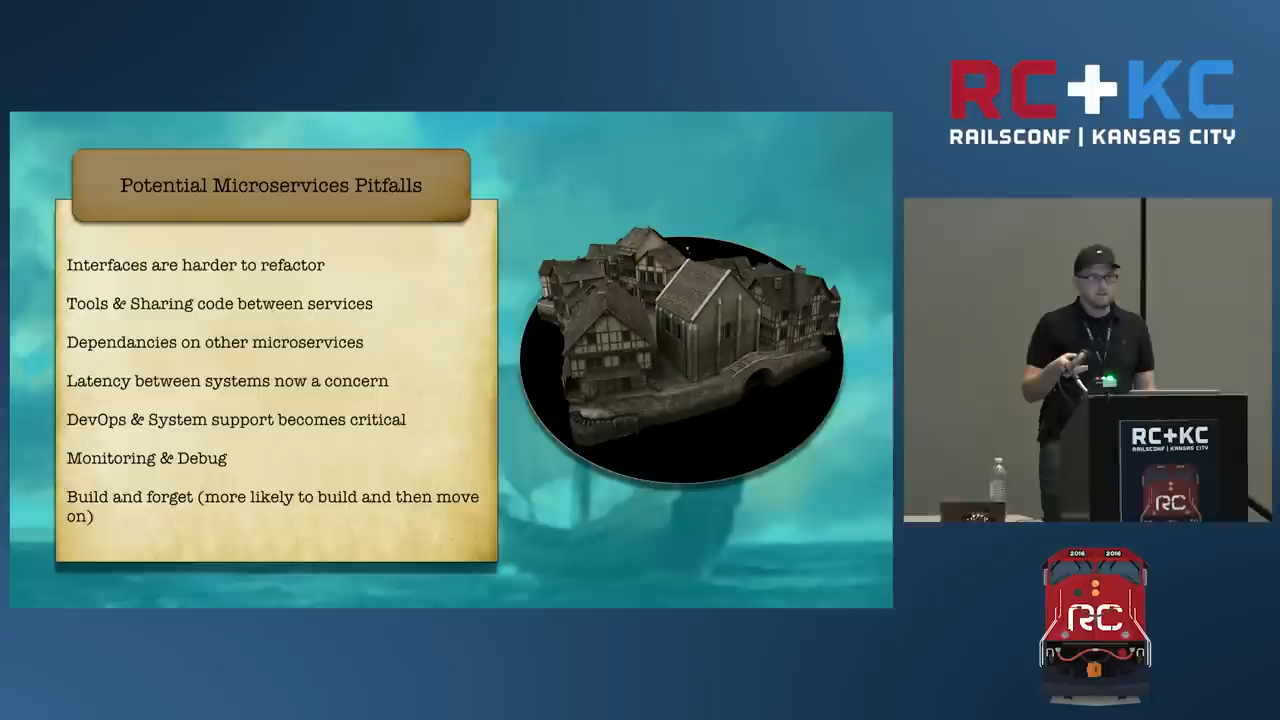 RC+KC
RAILSCONF | KANSAS CITY
Potential Microservices Pitfalls
Interfaces are harder to refactor
Tools & Sharing code between services
Dependancies on other microservices
Latency between systems now a concern
DevOps & System support becomes critical
Monitoring & Debug
Build and forget (more likely to build and then move
on)
RC+KC
RAILSCONF | KANSAS CITY
RC
2016 2016
RC